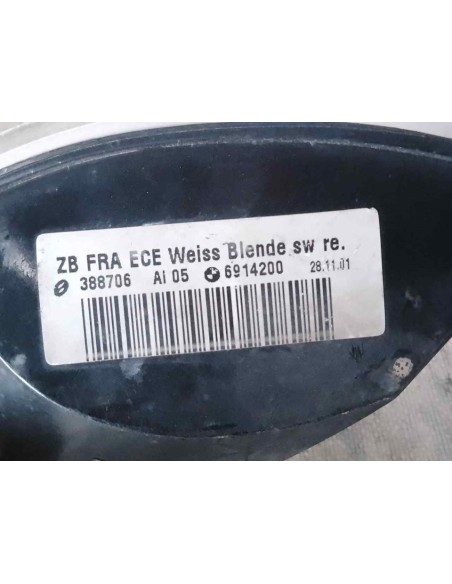 ZB FRA ECE Weiss Blende sw re.
388706 AI 05 6914200 28.11.01